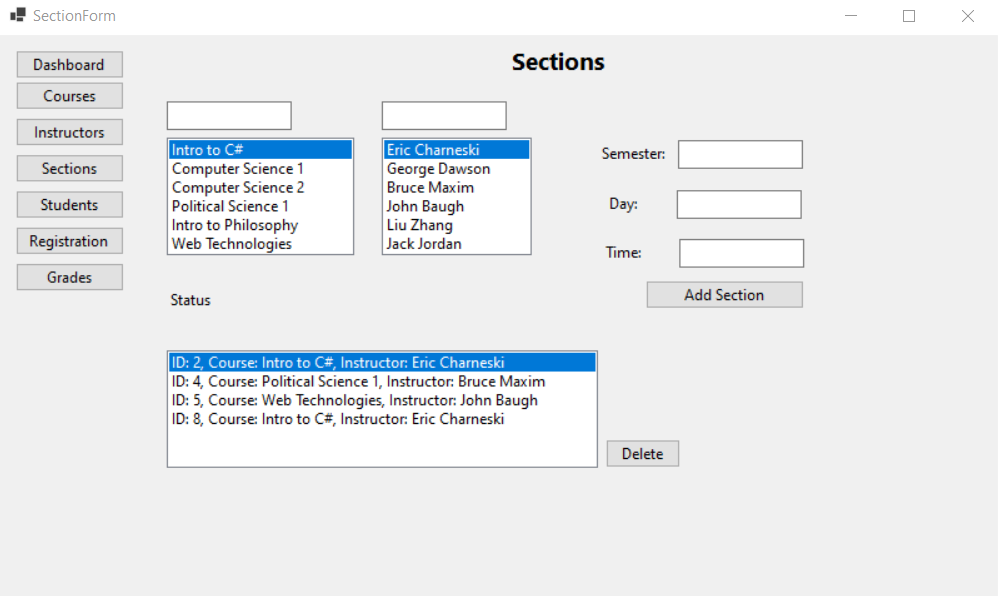 SectionForm
Dashboard
Courses
Instructors
Sections
Students
Registration
Grades
Sections
Intro to C#
Computer Science 1
Computer Science 2
Political Science 1
Intro to Philosophy
Web Technologies
Eric Charneski
George Dawson
Bruce Maxim
John Baugh
Liu Zhang
Jack Jordan
Semester:
Day:
Time:
Add Section
Status
ID: 2, Course: Intro to C#, Instructor: Eric Charneski
ID: 4, Course: Political Science 1, Instructor: Bruce Maxim
ID: 5, Course: Web Technologies, Instructor: John Baugh
ID: 8, Course: Intro to C#, Instructor: Eric Charneski
Delete